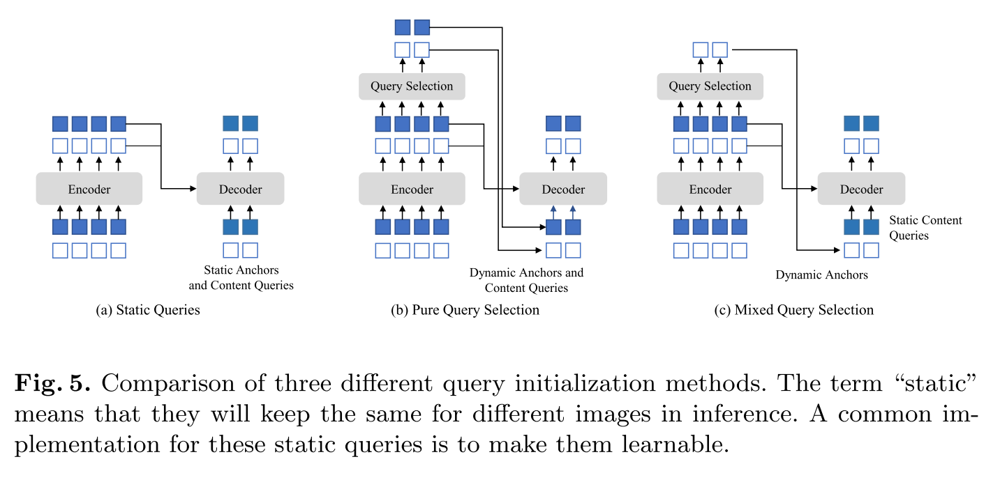 Query Selection
Encoder
Decoder
Static Anchors
and Content Queries
(a) Static Queries
Encoder
Decoder
Dynamic Anchors and
Content Queries
(b) Pure Query Selection
Query Selection
Encoder
Decoder
Static Content
Queries
Dynamic Anchors
(c) Mixed Query Selection
Fig. 5. Comparison of three different query initialization methods. The term “static”
means that they will keep the same for different images in inference. A common im-
plementation for these static queries is to make them learnable.